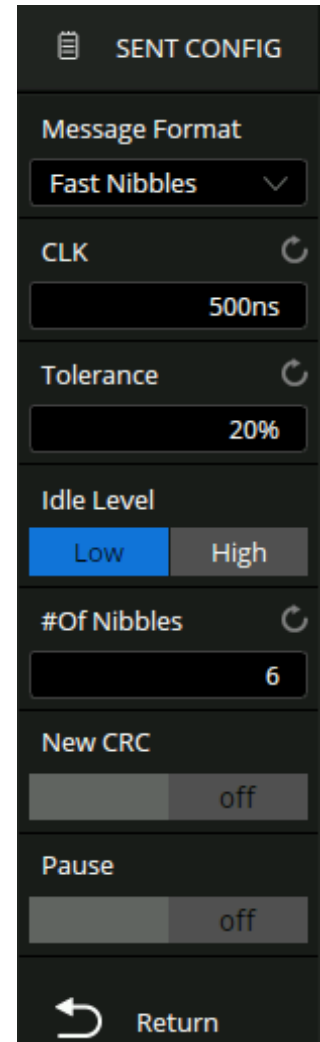 SENT CONFIG
Message Format
Fast Nibbles
CLK
500ns
Tolerance
20%
Idle Level
Low High
#Of Nibbles
6
New CRC
off
Pause
off
Return